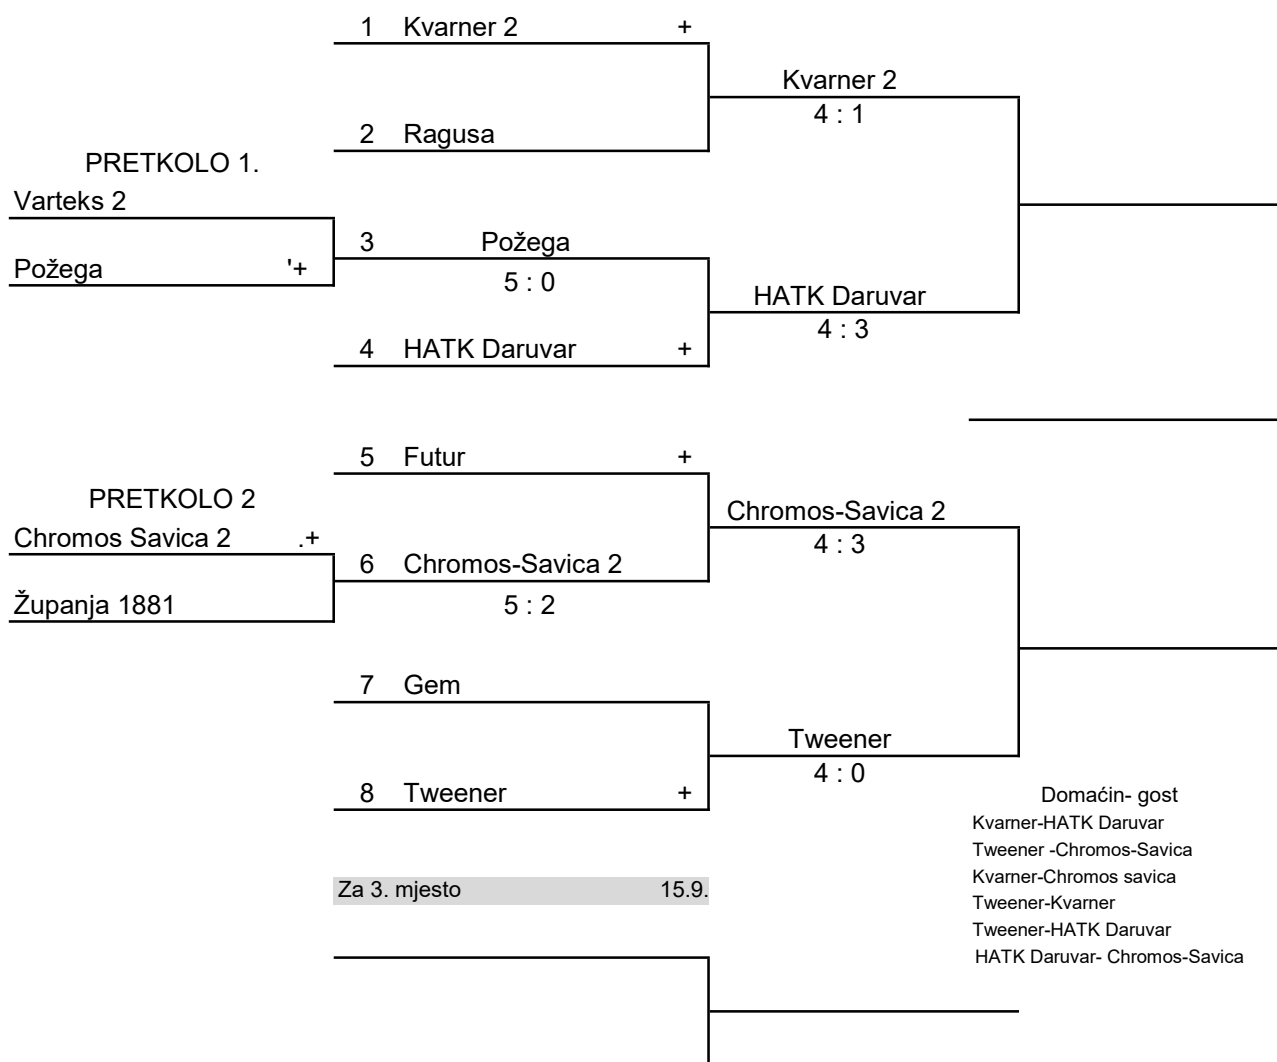 1 Kvarner 2 +
Kvarner 2
4 : 1
2 Ragusa
PRETKOLO 1.
Varteks 2
3 Požega
Požega '+
5 : 0
HATK Daruvar
4 : 3
4 HATK Daruvar +
5 Futur +
PRETKOLO 2
Chromos-Savica 2
Chromos Savica 2 .+
4 : 3
6 Chromos-Savica 2
Županja 1881
5 : 2
7 Gem
Tweener
4 : 0
8 Tweener +
Domaćin- gost
Kvarner-HATK Daruvar
Tweener -Chromos-Savica
Kvarner-Chromos savica
Za 3. mjesto 15.9.
Tweener-Kvarner
Tweener-HATK Daruvar
HATK Daruvar- Chromos-Savica